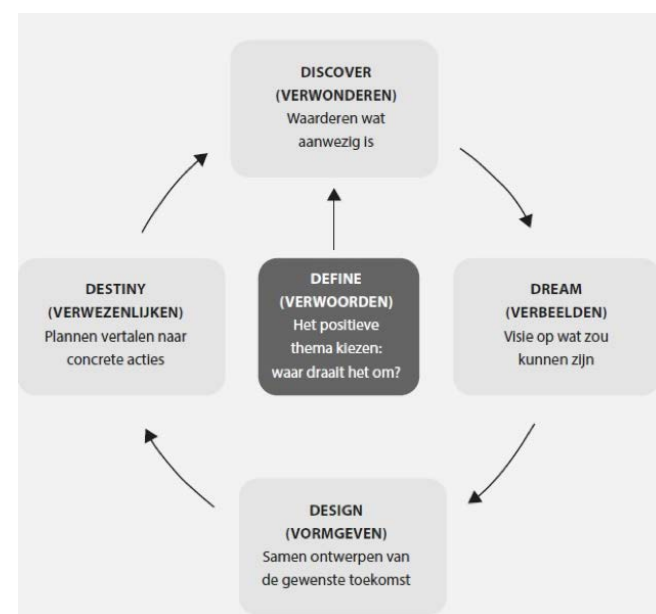 DISCOVER
(VERWONDEREN)
Waarderen wat
aanwezig is
DESTINY
(VERWEZENLIJKEN)
Plannen vertalen naar
concrete acties
DEFINE
(VERWOORDEN)
Het positieve
thema kiezen:
waar draait het om?
DREAM
(VERBEELDEN)
Visie op wat zou
kunnen zijn
DESIGN
(VORMGEVEN)
Samen ontwerpen van
de gewenste toekomst